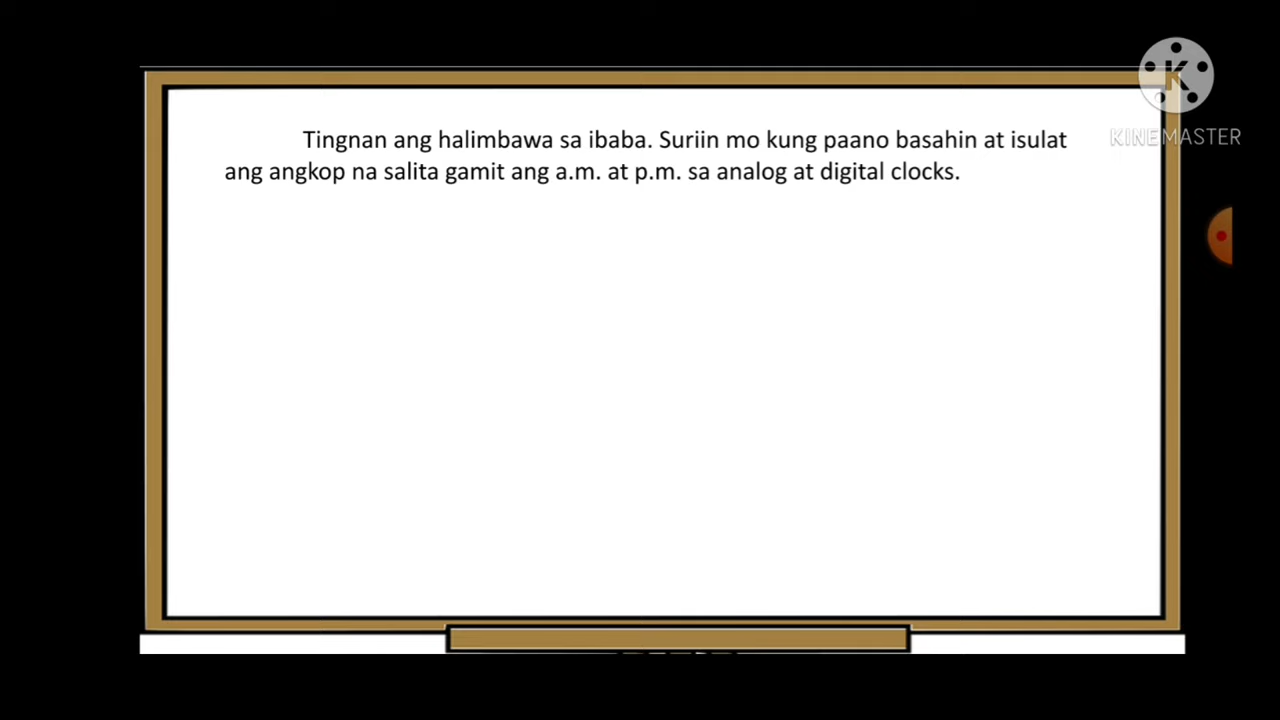 Tingnan ang halimbawa sa ibaba. Suriin mo kung paano basahin at isulat
ang angkop na salita gamit ang a.m. at p.m. sa analog at digital clocks.
K
KINEMASTER